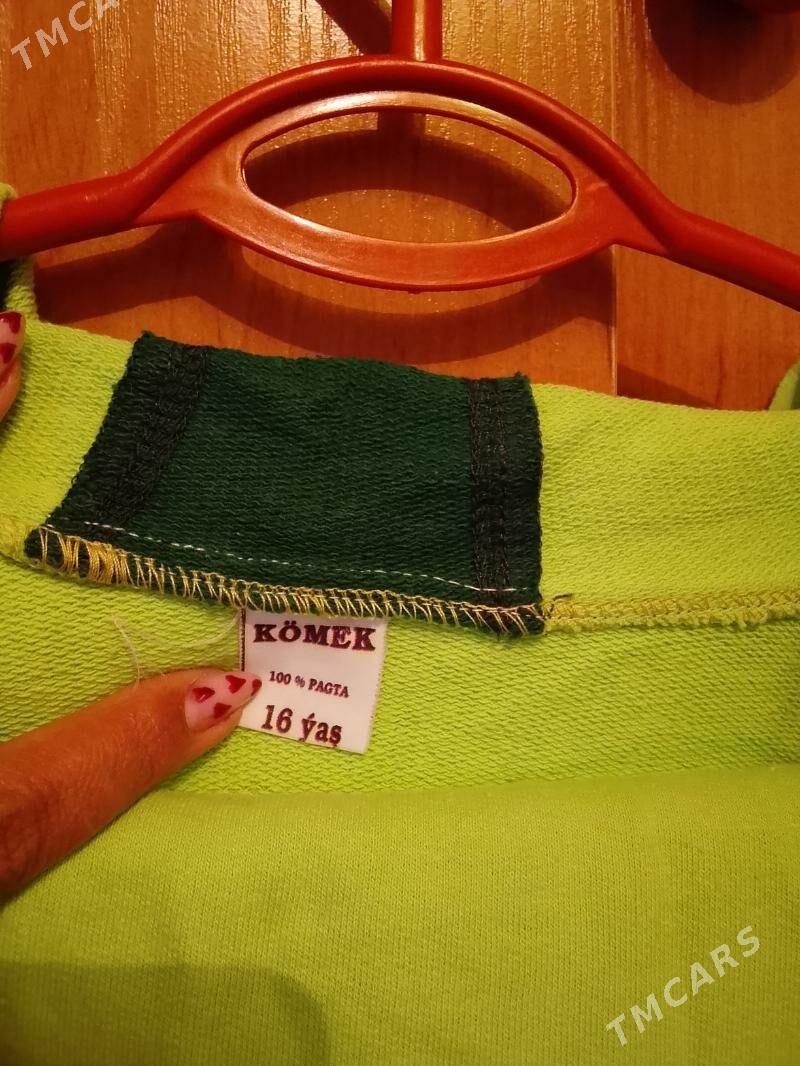 TMCARS
KÖMEK
100 % PAGTA
16 ýaş
TMCARS